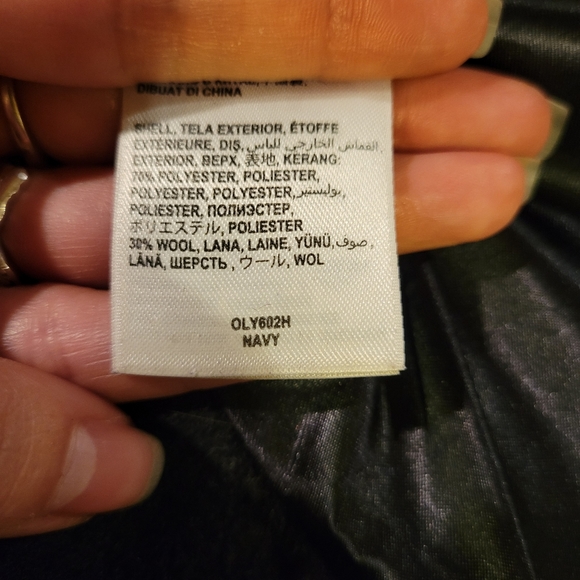 DIBUAT DI CHINA
SHELL, TELA EXTERIOR, ÉTOFFE
EXTÉRIEURE, DIŞ, القماس الخارجي للباس,
EXTERIOR, ВЕРХ, 表地, KERANG:
70% POLYESTER, POLIESTER,
POLYESTER, POLYESTER, بوليستير,
POLIESTER, ПОЛИЭСТЕР,
ポリエステル, POLIESTER
30% WOOL, LANA, LAINE, YÜNÜ, صوف,
LÂNĂ, ШЕРСТЬ, ウール, WOL
OLY602H
NAVY